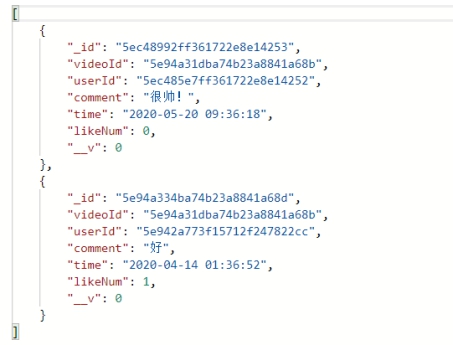 [
{
"_id": "5ec48992ff361722e8e14253",
"videoId": "5e94a31dba74b23a8841a68b",
"userId": "5ec485e7ff361722e8e14252",
"comment": "很帅！",
"time": "2020-05-20 09:36:18",
"likeNum": 0,
"__v": 0
},
{
"_id": "5e94a334ba74b23a8841a68d",
"videoId": "5e94a31dba74b23a8841a68b",
"userId": "5e942a773f15712f247822cc",
"comment": "好",
"time": "2020-04-14 01:36:52",
"likeNum": 1,
"__v": 0
}
]